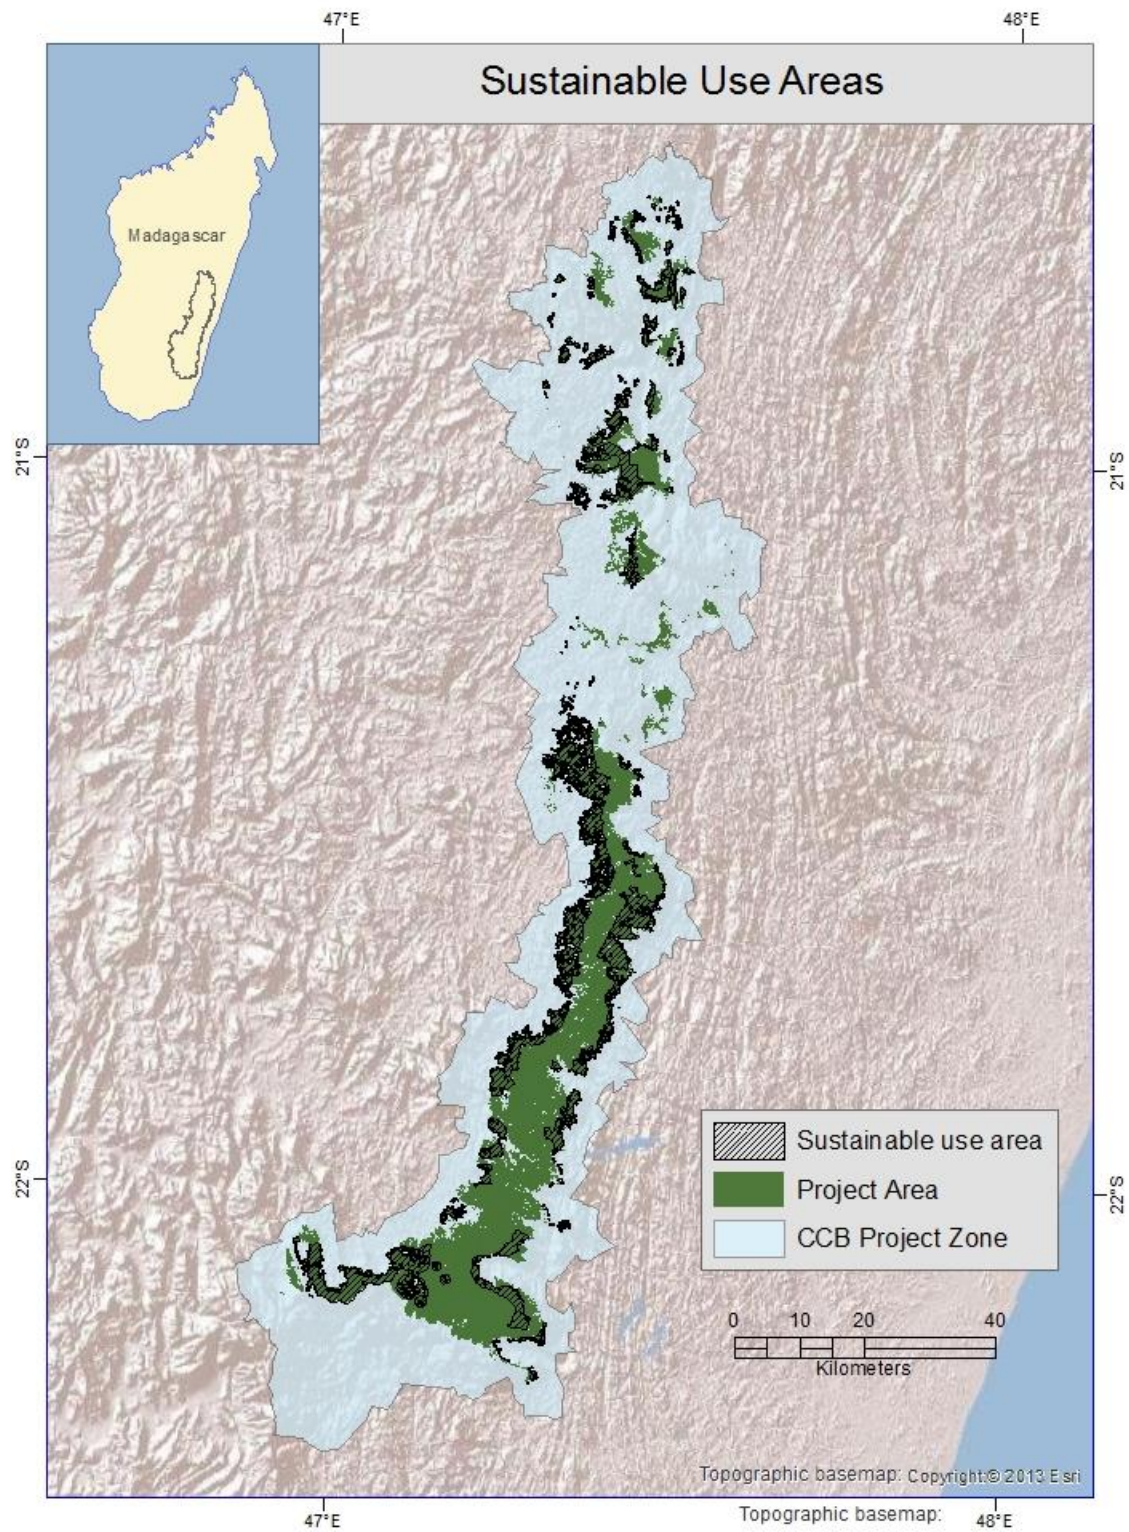 47°E 48°E
Sustainable Use Areas
Madagascar
21°S 21°S
Sustainable use area
Project Area
CCB Project Zone
22°S 22°S
0 10 20 40
Kilometers
Topographic basemap: Copyright:© 2013 Esri
47°E 48°E
Topographic basemap: